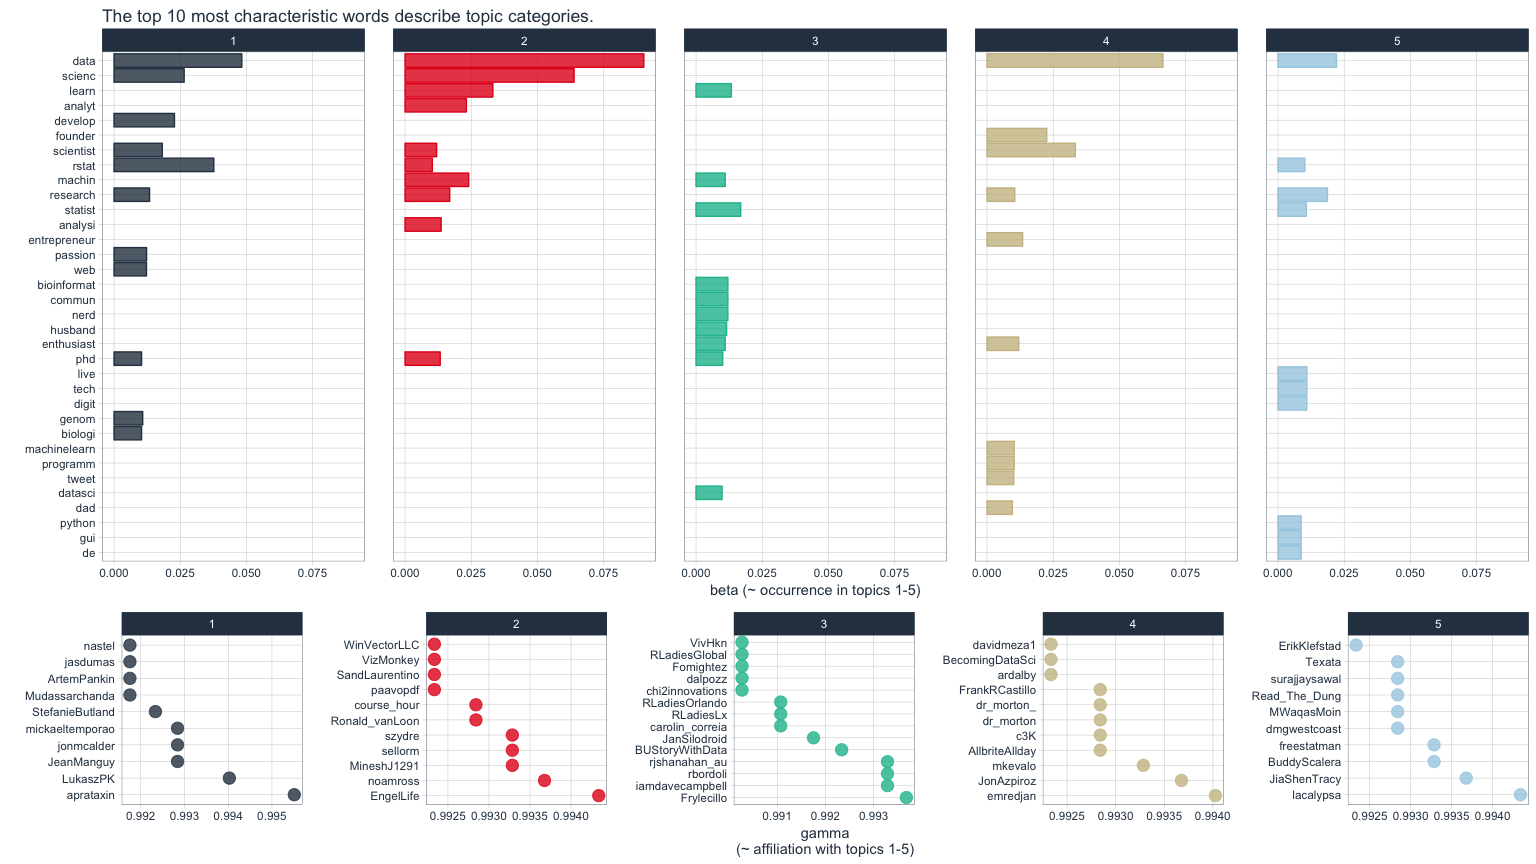 The top 10 most characteristic words describe topic categories.
1 2 3 4 5
data
scienc
learn
analyt
develop
founder
scientist
rstat
machin
research
statist
analysi
entrepreneur
passion
web
bioinformat
commun
nerd
husband
enthusiast
phd
live
tech
digit
genom
biologi
machinelearn
programm
tweet
datasci
dad
python
gui
de
0.000 0.025 0.050 0.075 0.000 0.025 0.050 0.075 0.000 0.025 0.050 0.075 0.000 0.025 0.050 0.075 0.000 0.025 0.050 0.075
beta (~ occurrence in topics 1-5)
1
nastel
jasdumas
ArtemPankin
Mudassarchanda
StefanieButland
mickaeltemporao
jonmcalder
JeanManguy
LukaszPK
aprataxin
0.992 0.993 0.994 0.995
2
WinVectorLLC
VizMonkey
SandLaurentino
paavopdf
course_hour
Ronald_vanLoon
szydre
sellorm
MineshJ1291
noamross
EngelLife
0.9925 0.9930 0.9935 0.9940
3
VivHkn
RLadiesGlobal
Fomightez
dalpozz
chi2innovations
RLadiesOrlando
RLadiesLx
carolin_correia
JanSilodroid
BUStoryWithData
rjshanahan_au
rbordoli
iamdavecampbell
Frylecillo
0.991 0.992 0.993
4
davidmeza1
BecomingDataSci
ardalby
FrankRCastillo
dr_morton_
dr_morton
c3K
AllbriteAllday
mkevalo
JonAzpiroz
emredjan
0.9925 0.9930 0.9935 0.9940
5
ErikKlefstad
Texata
surajjaysawal
Read_The_Dung
MWaqasMoin
dmgwestcoast
freestatman
BuddyScalera
JiaShenTracy
lacalypsa
0.9925 0.9930 0.9935 0.9940
gamma
(~ affiliation with topics 1-5)